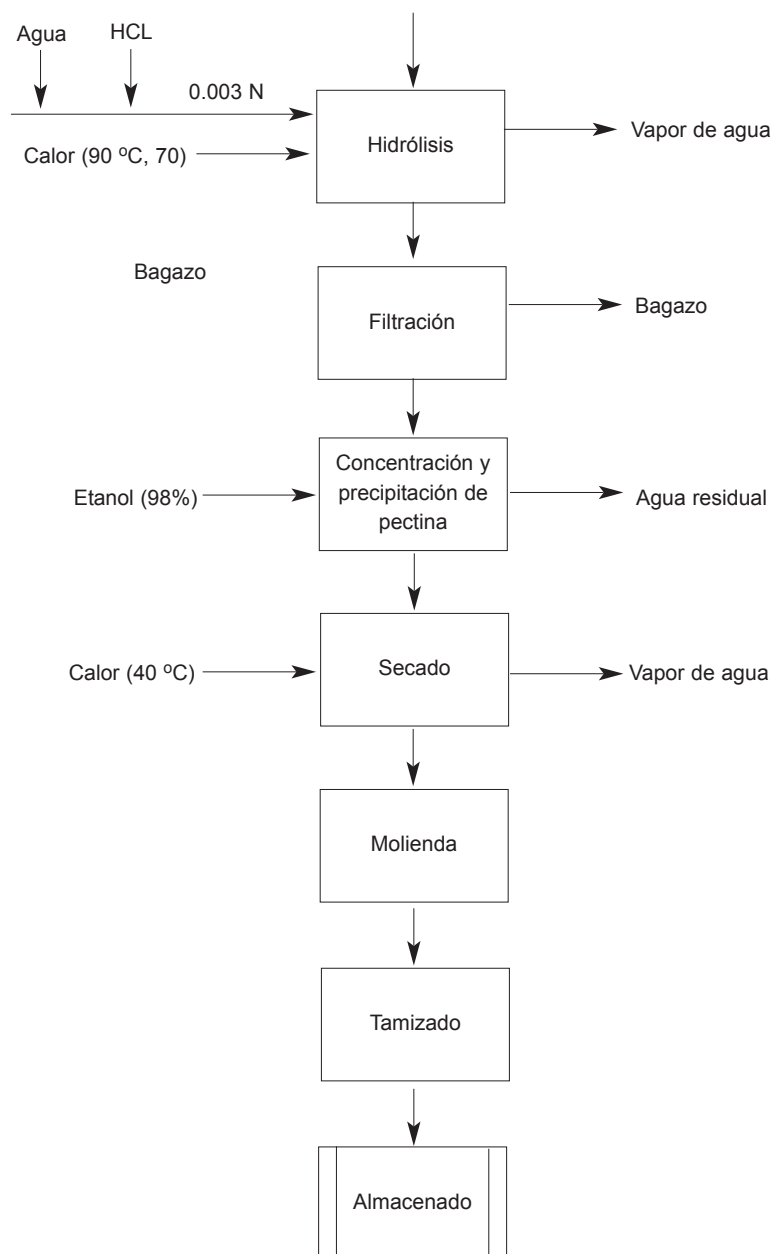 Agua
HCL
0.003 N
Hidrólisis
Vapor de agua
Calor (90 ºC, 70)
Bagazo
Filtración
Bagazo
Concentración y
precipitación de
pectina
Etanol (98%)
Agua residual
Secado
Calor (40 ºC)
Vapor de agua
Molienda
Tamizado
Almacenado